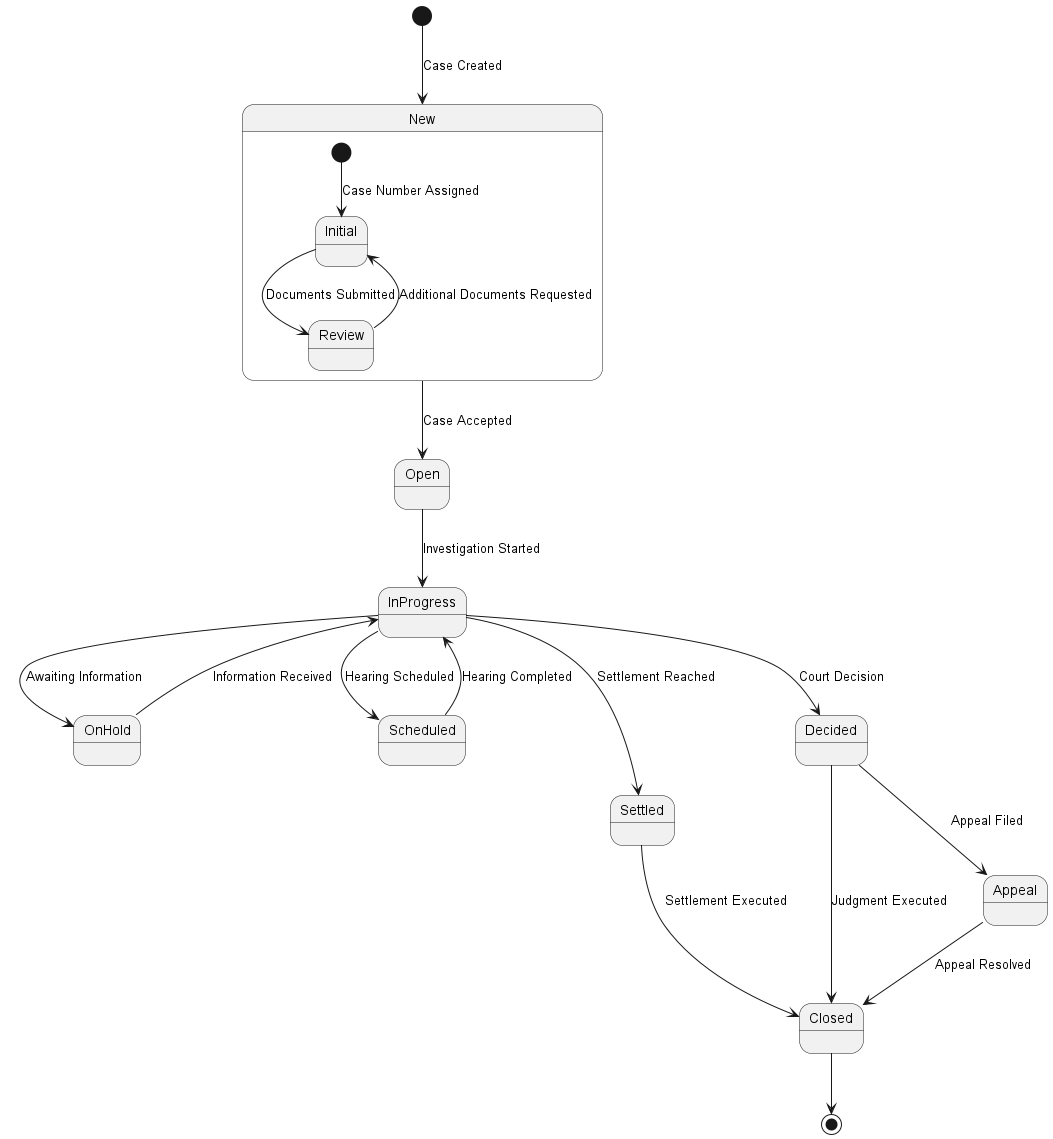 Case Created
New
Case Number Assigned
Initial
Documents Submitted
Additional Documents Requested
Review
Case Accepted
Open
Investigation Started
InProgress
Awaiting Information
Information Received
Hearing Scheduled
Hearing Completed
Settlement Reached
Court Decision
OnHold
Scheduled
Decided
Settled
Appeal Filed
Appeal
Settlement Executed
Judgment Executed
Appeal Resolved
Closed